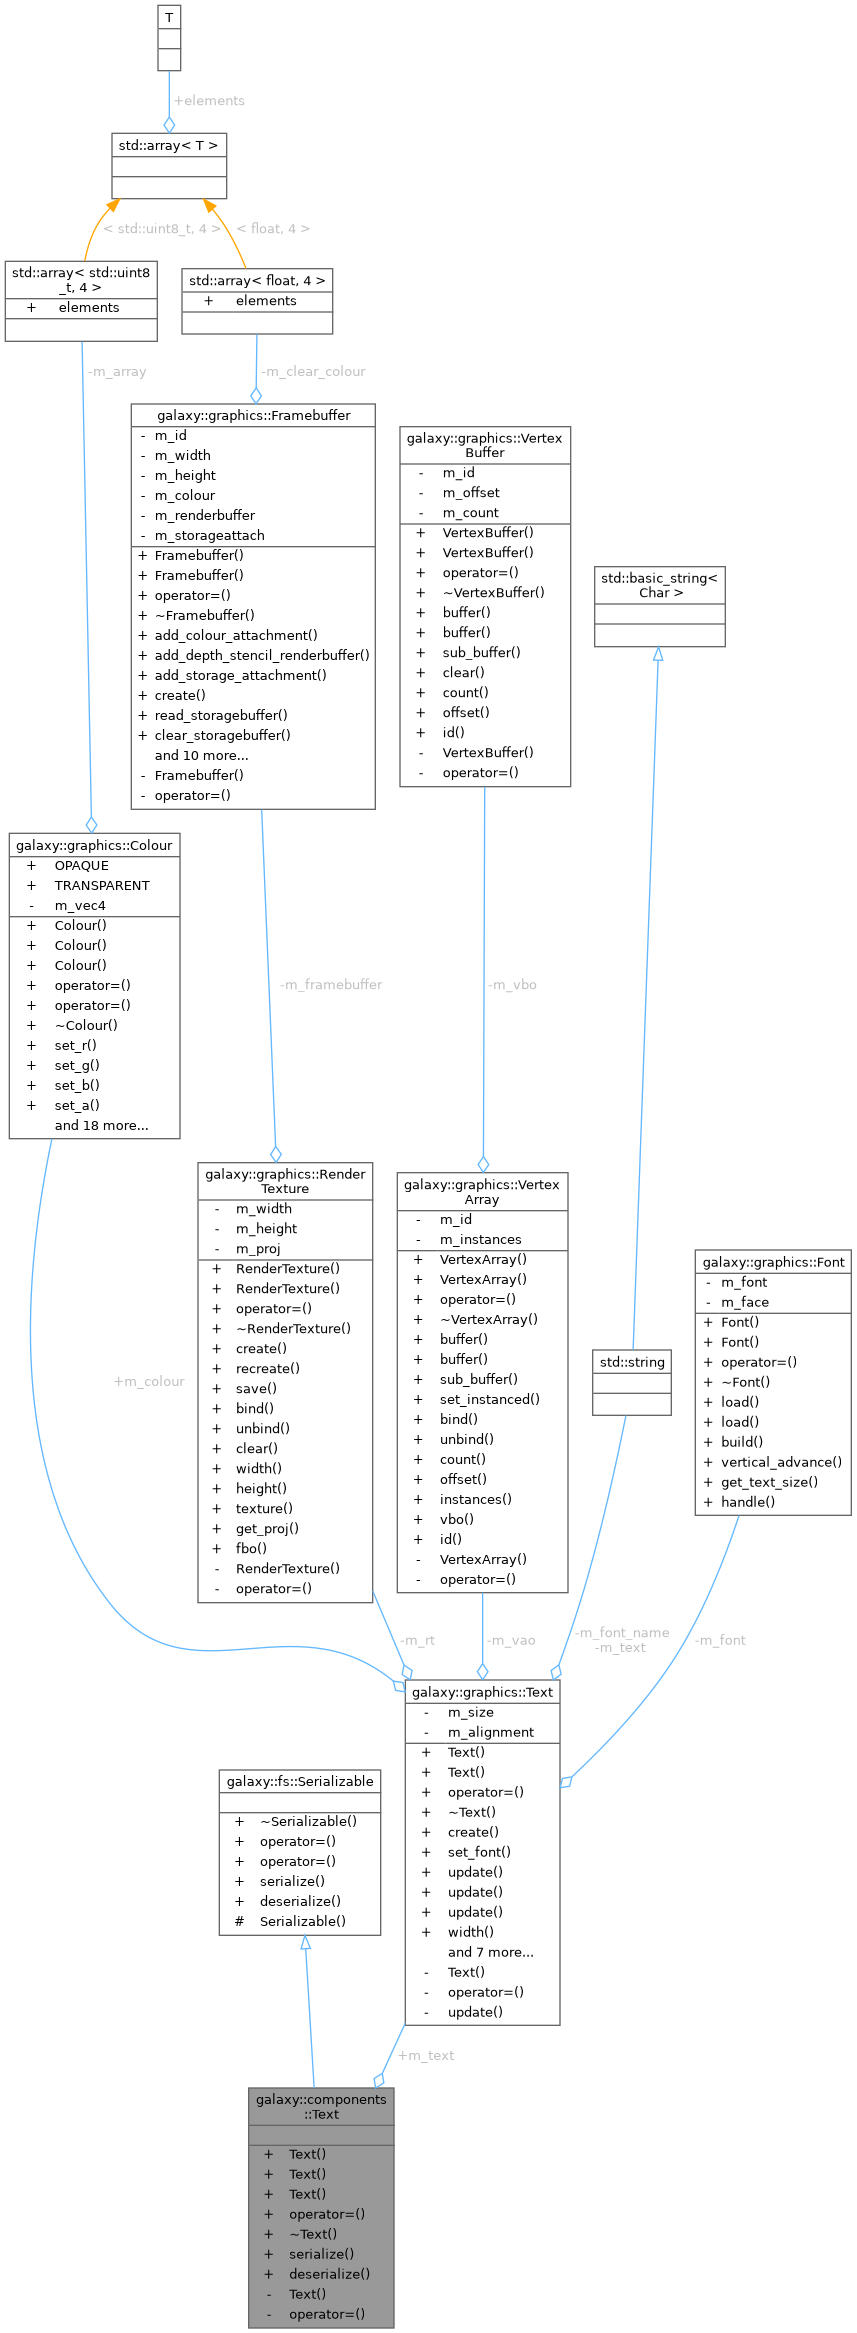 T
+elements
std::array< T >
< std::uint8_t, 4 >
< float, 4 >
std::array< std::uint8
_t, 4 >
+ elements
std::array< float, 4 >
+ elements
-m_array
-m_clear_colour
galaxy::graphics::Framebuffer
- m_id
- m_width
- m_height
- m_colour
- m_renderbuffer
- m_storageattach
+ Framebuffer()
+ Framebuffer()
+ operator=()
+ ~Framebuffer()
+ add_colour_attachment()
+ add_depth_stencil_renderbuffer()
+ add_storage_attachment()
+ create()
+ read_storagebuffer()
+ clear_storagebuffer()
and 10 more...
- Framebuffer()
- operator=()
galaxy::graphics::Vertex
Buffer
- m_id
- m_offset
- m_count
+ VertexBuffer()
+ VertexBuffer()
+ operator=()
+ ~VertexBuffer()
+ buffer()
+ buffer()
+ sub_buffer()
+ clear()
+ count()
+ offset()
+ id()
- VertexBuffer()
- operator=()
std::basic_string<
Char >
galaxy::graphics::Colour
+ OPAQUE
+ TRANSPARENT
- m_vec4
+ Colour()
+ Colour()
+ Colour()
+ operator=()
+ operator=()
+ ~Colour()
+ set_r()
+ set_g()
+ set_b()
+ set_a()
and 18 more...
-m_framebuffer
-m_vbo
galaxy::graphics::Render
Texture
- m_width
- m_height
- m_proj
+ RenderTexture()
+ RenderTexture()
+ operator=()
+ ~RenderTexture()
+ create()
+ recreate()
+ save()
+ bind()
+ unbind()
+ clear()
+ width()
+ height()
+ texture()
+ get_proj()
+ fbo()
- RenderTexture()
- operator=()
galaxy::graphics::Vertex
Array
- m_id
- m_instances
+ VertexArray()
+ VertexArray()
+ operator=()
+ ~VertexArray()
+ buffer()
+ buffer()
+ sub_buffer()
+ set_instanced()
+ bind()
+ unbind()
+ count()
+ offset()
+ instances()
+ vbo()
+ id()
- VertexArray()
- operator=()
std::string
galaxy::graphics::Font
- m_font
- m_face
+ Font()
+ Font()
+ operator=()
+ ~Font()
+ load()
+ load()
+ build()
+ vertical_advance()
+ get_text_size()
+ handle()
+m_colour
-m_rt
-m_vao
-m_font_name
-m_text
-m_font
galaxy::graphics::Text
- m_size
- m_alignment
+ Text()
+ Text()
+ operator=()
+ ~Text()
+ create()
+ set_font()
+ update()
+ update()
+ update()
+ width()
and 7 more...
- Text()
- operator=()
- update()
galaxy::fs::Serializable
+ ~Serializable()
+ operator=()
+ operator=()
+ serialize()
+ deserialize()
# Serializable()
+m_text
galaxy::components
::Text
+ Text()
+ Text()
+ Text()
+ operator=()
+ ~Text()
+ serialize()
+ deserialize()
- Text()
- operator=()